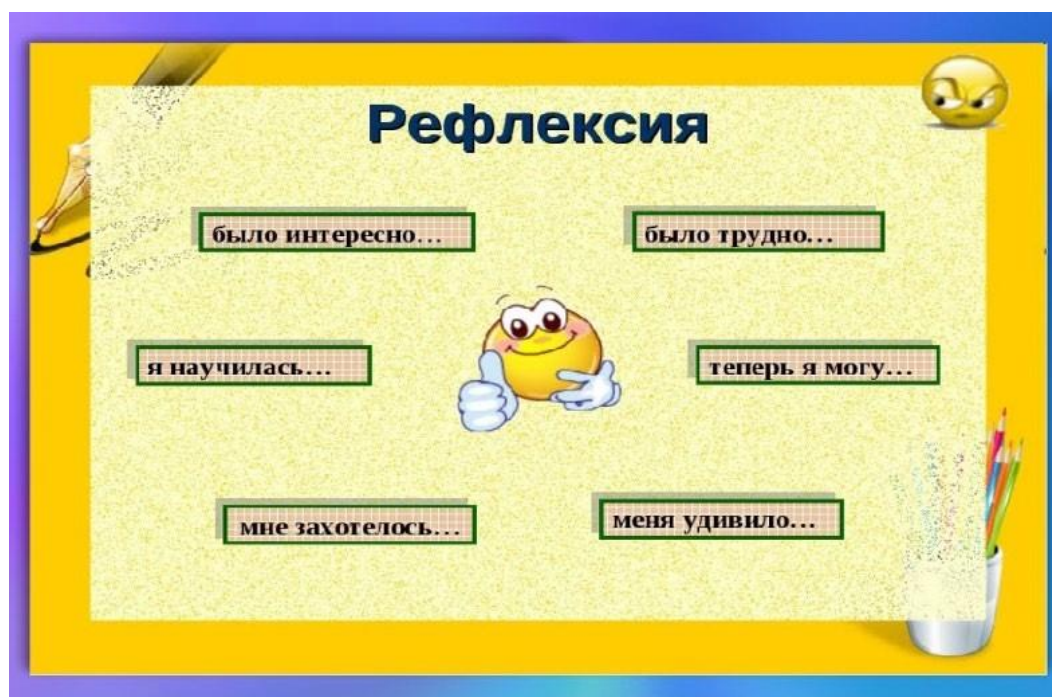 Рефлексия
было интересно...
было трудно...
я научилась...
теперь я могу...
мне захотелось...
меня удивило...